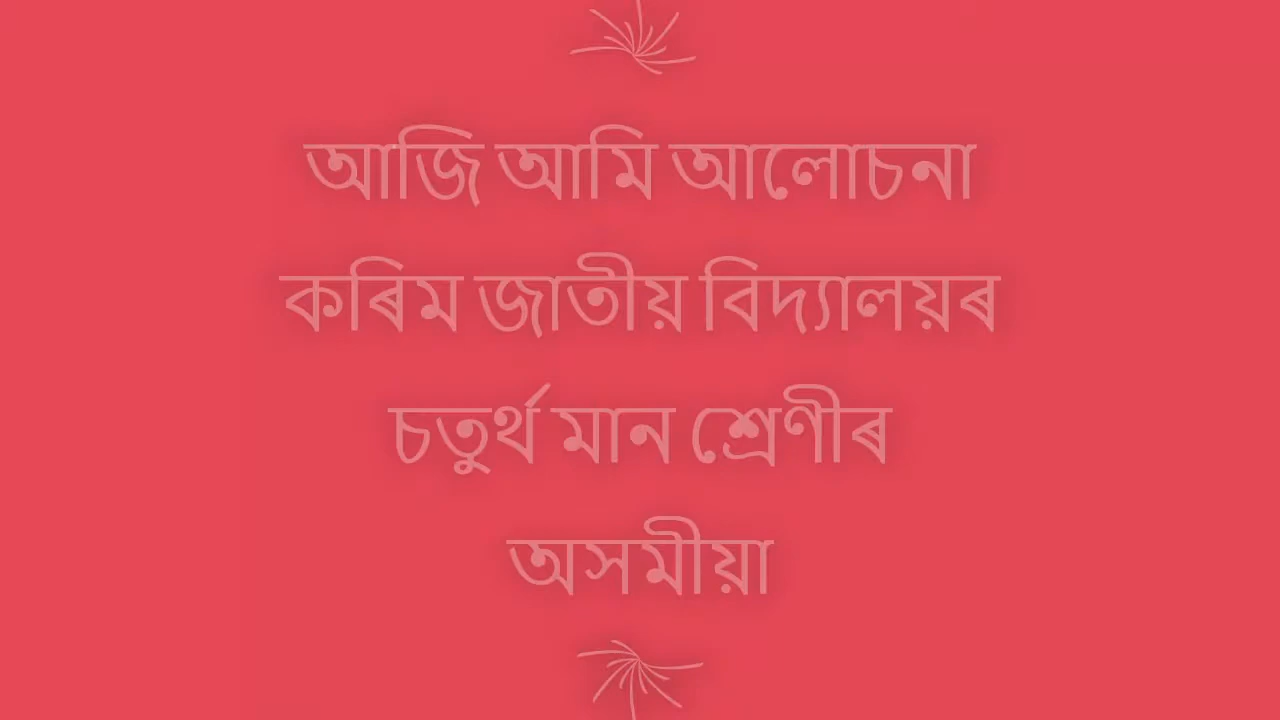 আজি আমি আলোচনা
কৰিম জাতীয় বিদ্যালয়ৰ
চতুৰ্থ মান শ্ৰেণীৰ
অসমীয়া